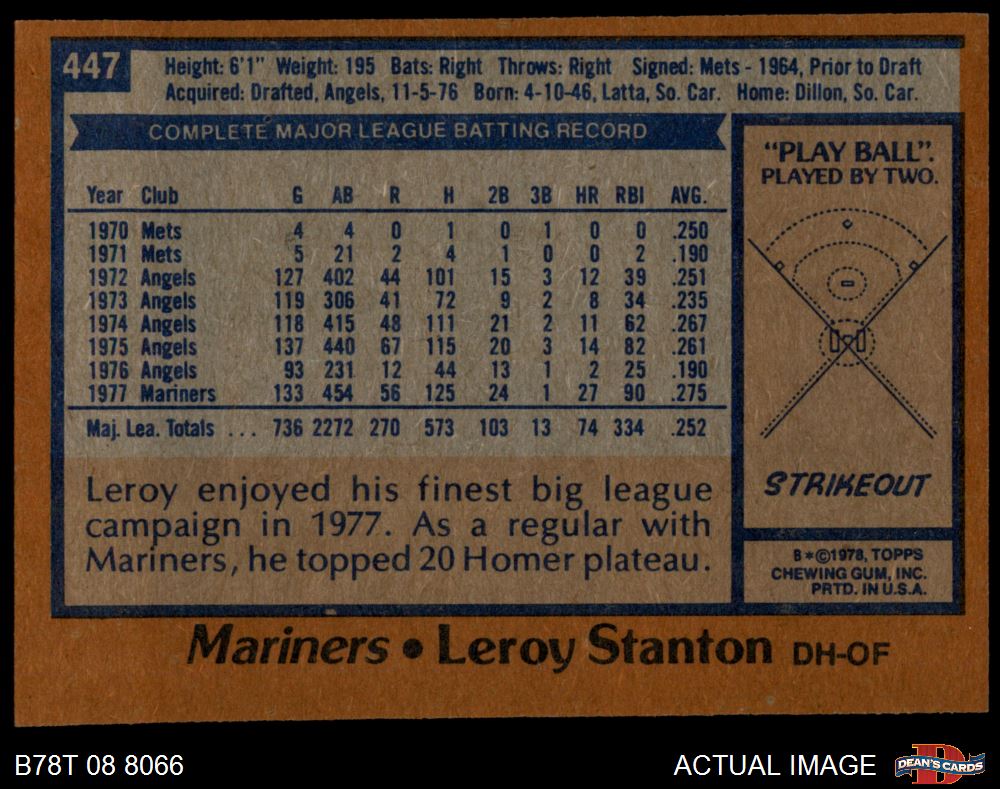 447
Height: 6'1" Weight: 195 Bats: Right Throws: Right Signed: Mets - 1964, Prior to Draft
Acquired: Drafted, Angels, 11-5-76 Born: 4-10-46, Latta, So. Car. Home: Dillon, So. Car.
COMPLETE MAJOR LEAGUE BATTING RECORD
Year Club G AB R H 2B 3B HR RBI AVG.
1970 Mets 4 4 0 1 0 1 0 0 .250
1971 Mets 5 21 2 4 1 0 0 2 .190
1972 Angels 127 402 44 101 15 3 12 39 .251
1973 Angels 119 306 41 72 9 2 8 34 .235
1974 Angels 118 415 48 111 21 2 11 62 .267
1975 Angels 137 440 67 115 20 3 14 82 .261
1976 Angels 93 231 12 44 13 1 2 25 .190
1977 Mariners 133 454 56 125 24 1 27 90 .275
Maj. Lea. Totals ... 736 2272 270 573 103 13 74 334 .252
Leroy enjoyed his finest big league
campaign in 1977. As a regular with
Mariners, he topped 20 Homer plateau.
"PLAY BALL".
PLAYED BY TWO.
STRIKEOUT
B*©1978, TOPPS
CHEWING GUM, INC.
PRTD. IN U.S.A.
Mariners • Leroy Stanton DH-OF
B78T 08 8066
ACTUAL IMAGE
D
DEAN'S CARDS